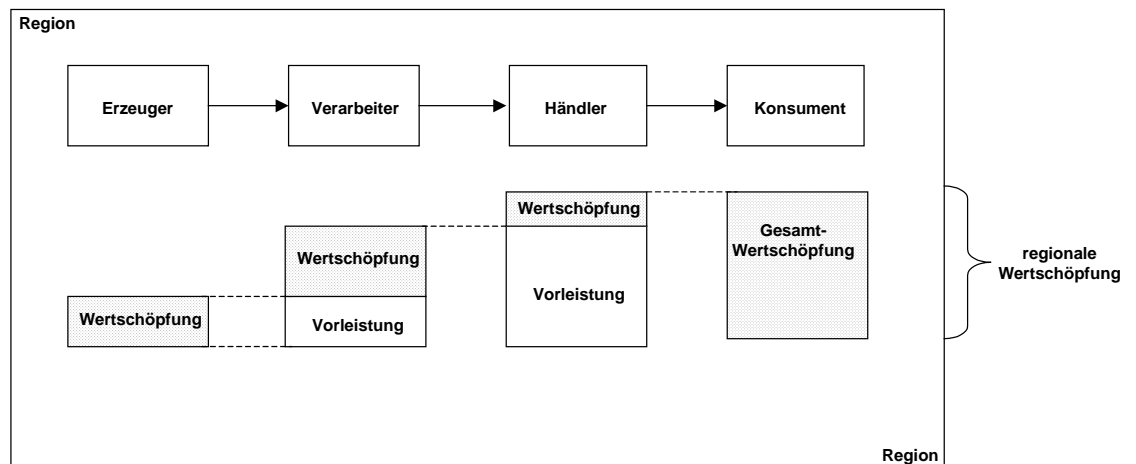 Region
Erzeuger
Verarbeiter
Händler
Konsument
Wertschöpfung
Gesamt-
Wertschöpfung
Wertschöpfung
regionale
Wertschöpfung
Vorleistung
Wertschöpfung
Vorleistung
Region